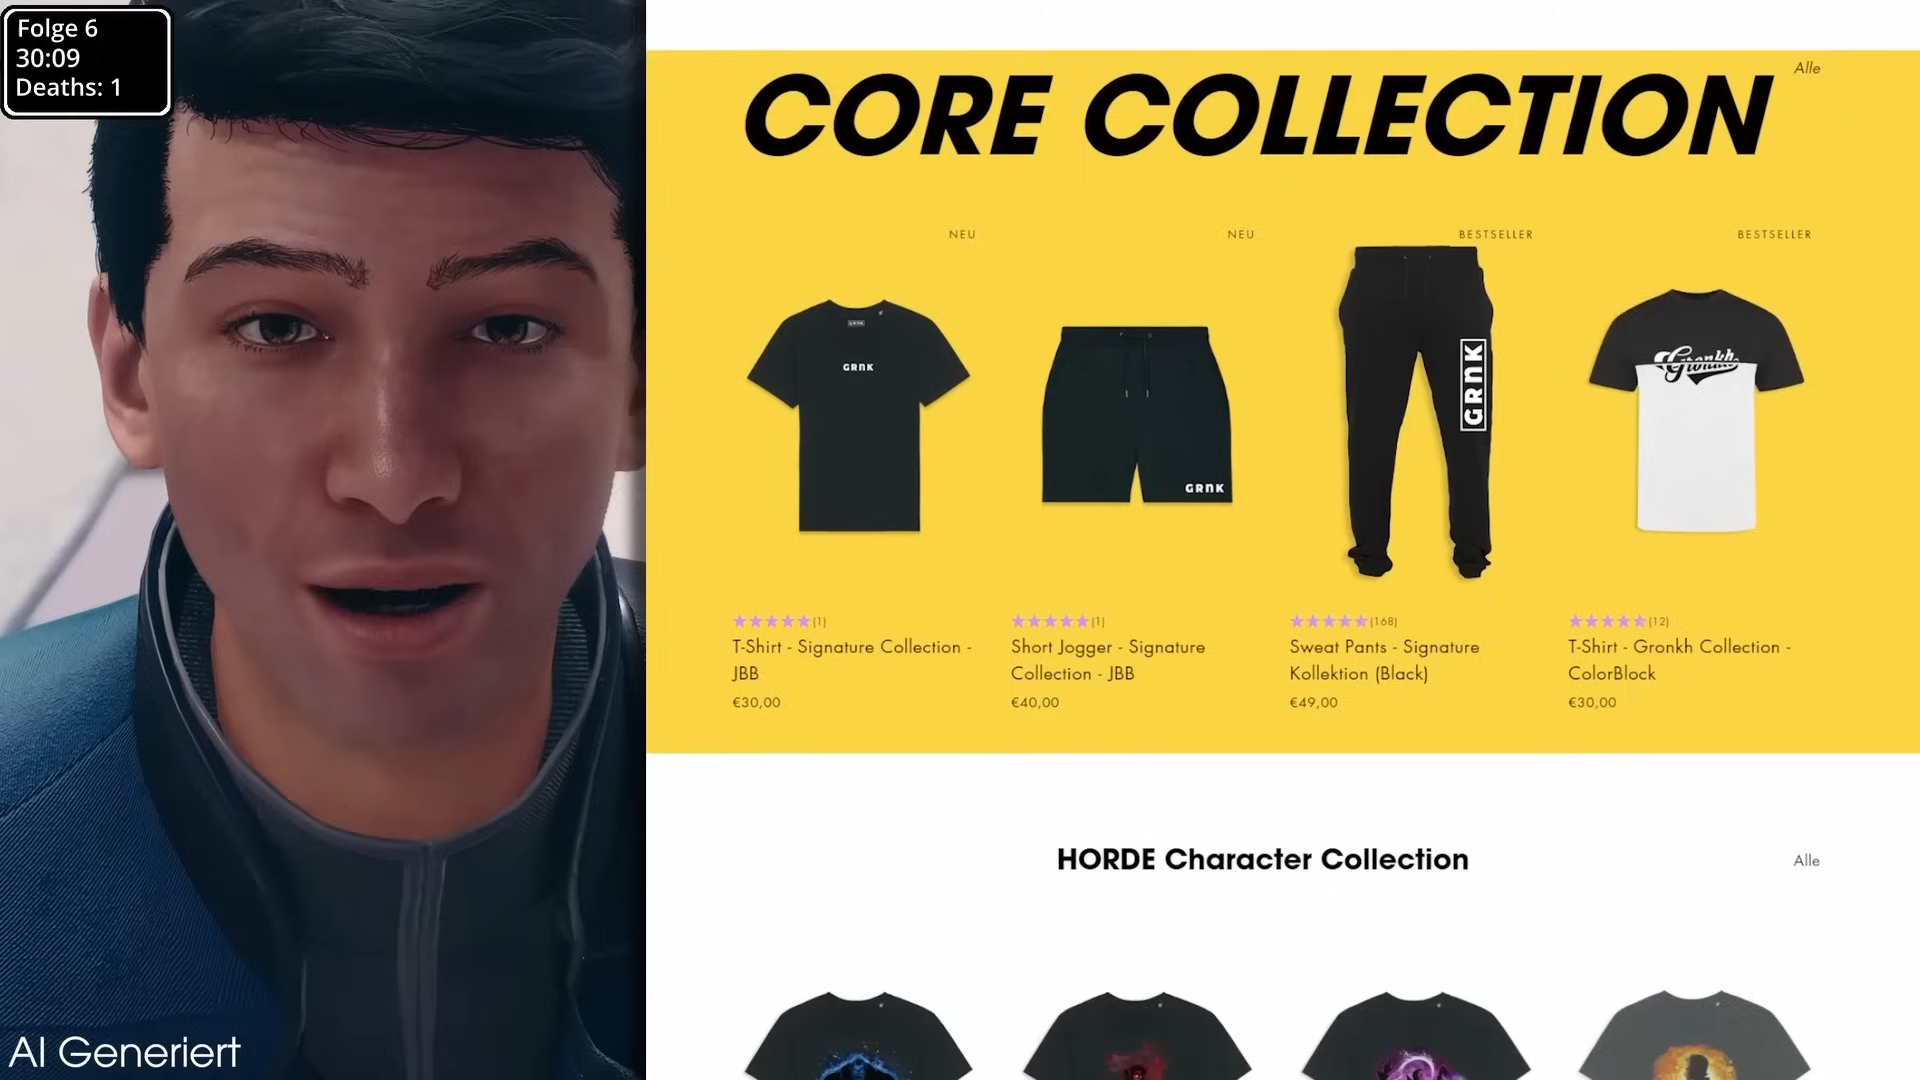 Folge 6
30:09
Deaths: 1
AI Generiert
CORE COLLECTION
Alle
NEU
NEU
BESTSELLER
BESTSELLER
GRnK
GRnK
GRnK
Gronkh
(1)
T-Shirt - Signature Collection -
JBB
€30,00
(1)
Short Jogger - Signature
Collection - JBB
€40,00
(168)
Sweat Pants - Signature
Kollektion (Black)
€49,00
(12)
T-Shirt - Gronkh Collection -
ColorBlock
€30,00
HORDE Character Collection
Alle